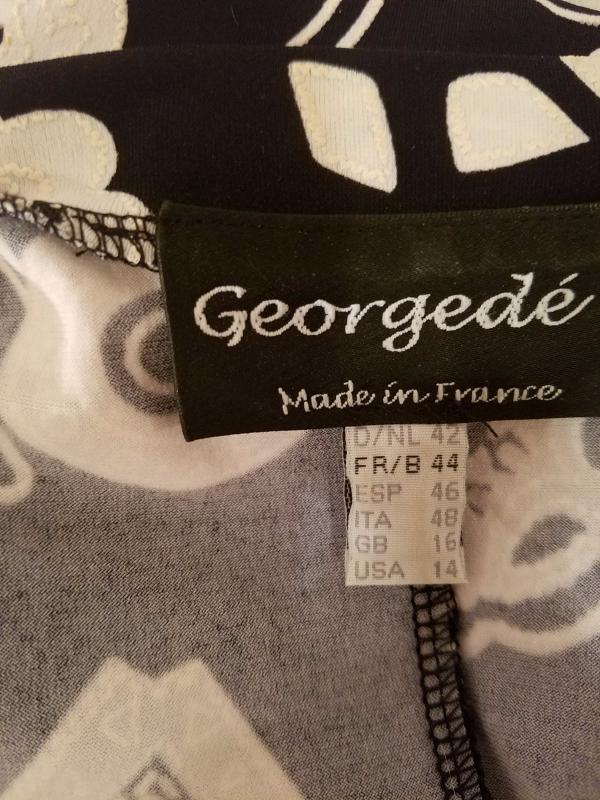 Georgedé
Made in France
D/NL 42
FR/B 44
ESP 46
ITA 48
GB 16
USA 14